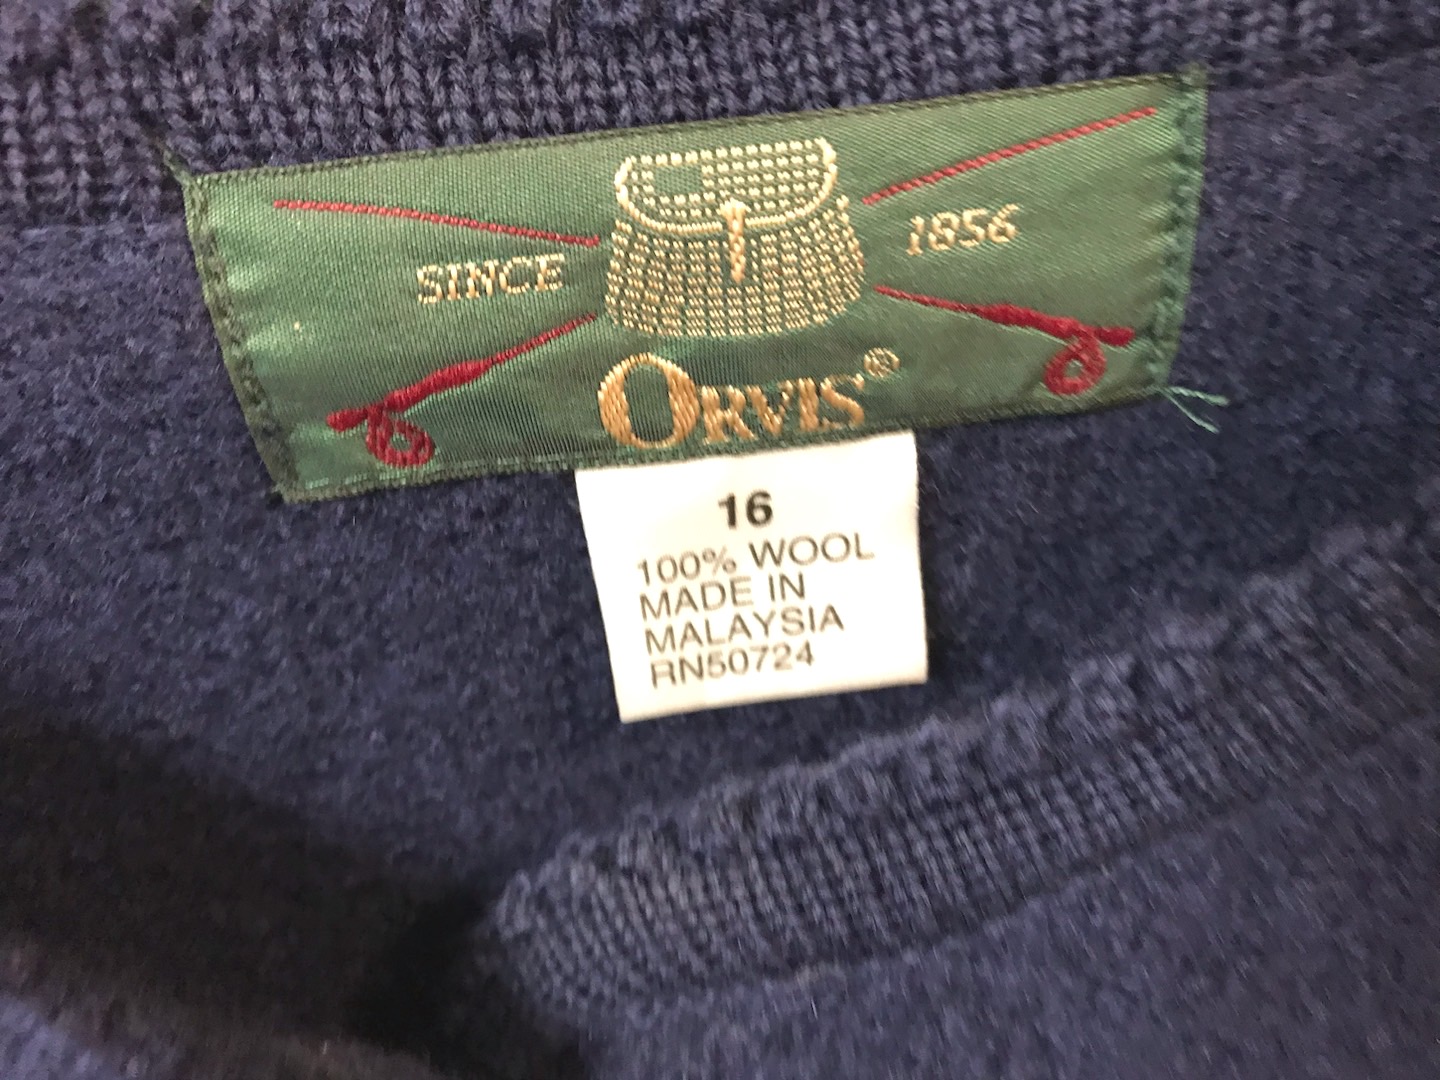 SINCE 1856
ORVIS®
16
100% WOOL
MADE IN
MALAYSIA
RN50724